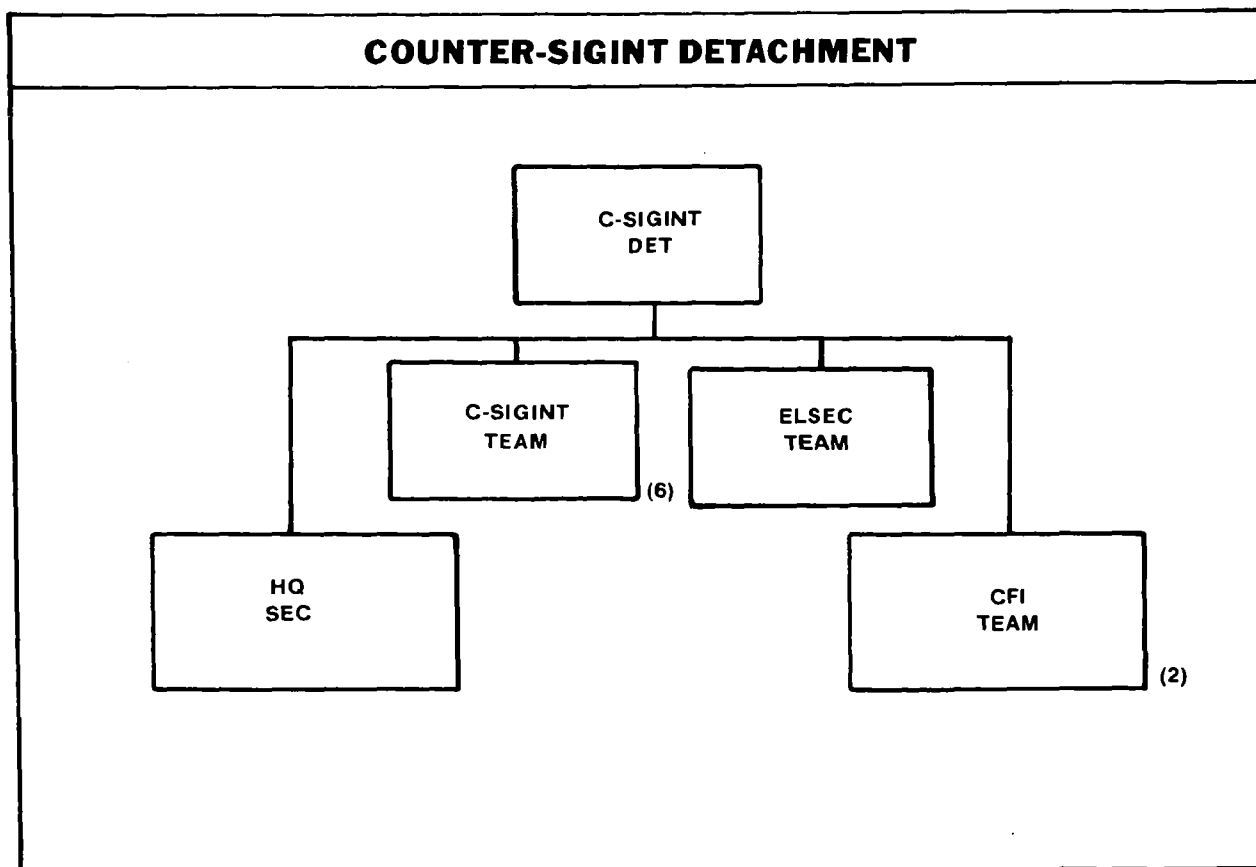 COUNTER-SIGINT DETACHMENT
C-SIGINT
DET
C-SIGINT
TEAM
(6)
ELSEC
TEAM
HQ
SEC
CFI
TEAM
(2)